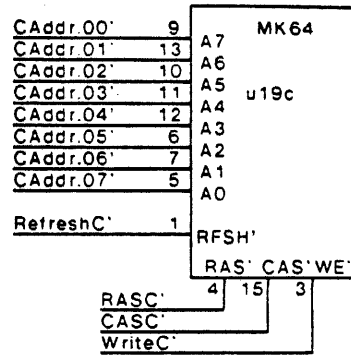 CAddr.00' 9 A7 MK64
CAddr.01' 13 A6
CAddr.02' 10 A5 u19c
CAddr.03' 11 A4
CAddr.04' 12 A3
CAddr.05' 6 A2
CAddr.06' 7 A1
CAddr.07' 5 A0
RefreshC' 1 RFSH'
RAS' CAS' WE'
4 15 3
RASC'
CASC'
WriteC'